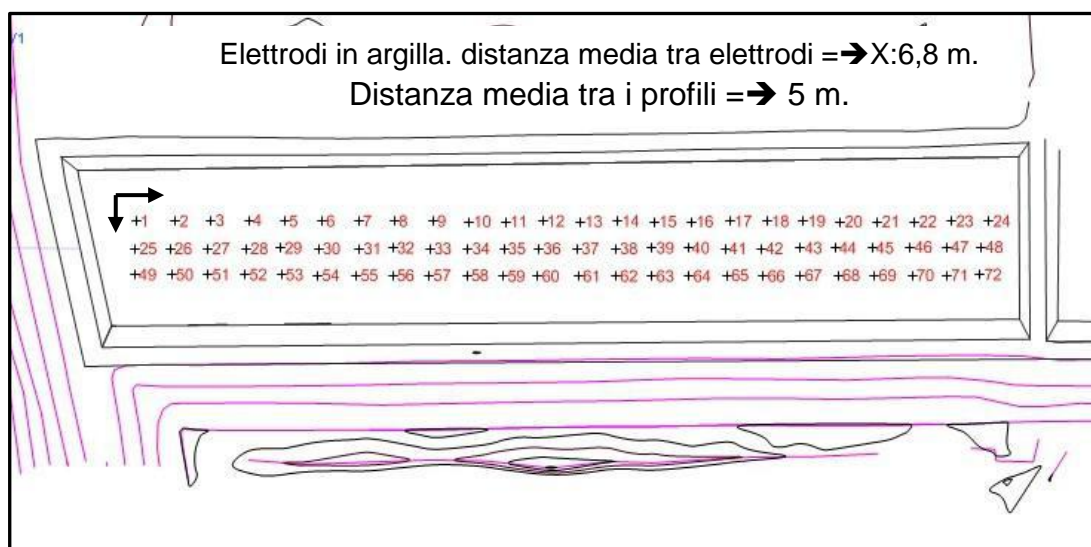 Elettrodi in argilla. distanza media tra elettrodi =➔X:6,8 m.
Distanza media tra i profili =➔ 5 m.
+1 +2 +3 +4 +5 +6 +7 +8 +9 +10 +11 +12 +13 +14 +15 +16 +17 +18 +19 +20 +21 +22 +23 +24
+25 +26 +27 +28 +29 +30 +31 +32 +33 +34 +35 +36 +37 +38 +39 +40 +41 +42 +43 +44 +45 +46 +47 +48
+49 +50 +51 +52 +53 +54 +55 +56 +57 +58 +59 +60 +61 +62 +63 +64 +65 +66 +67 +68 +69 +70 +71 +72